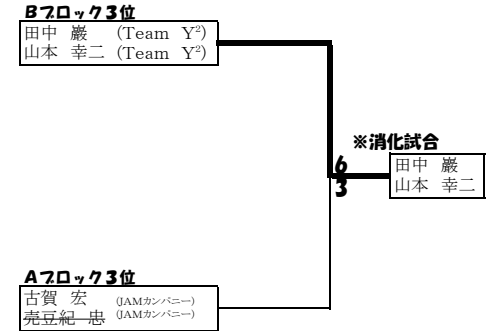 Bブロック3位
田中 巌 (Team Y²)
山本 幸二 (Team Y²)
※消化試合
6
3
田中 巌
山本 幸二
Aブロック3位
古賀 宏 (JAMカンパニー)
売豆紀 忠 (JAMカンパニー)